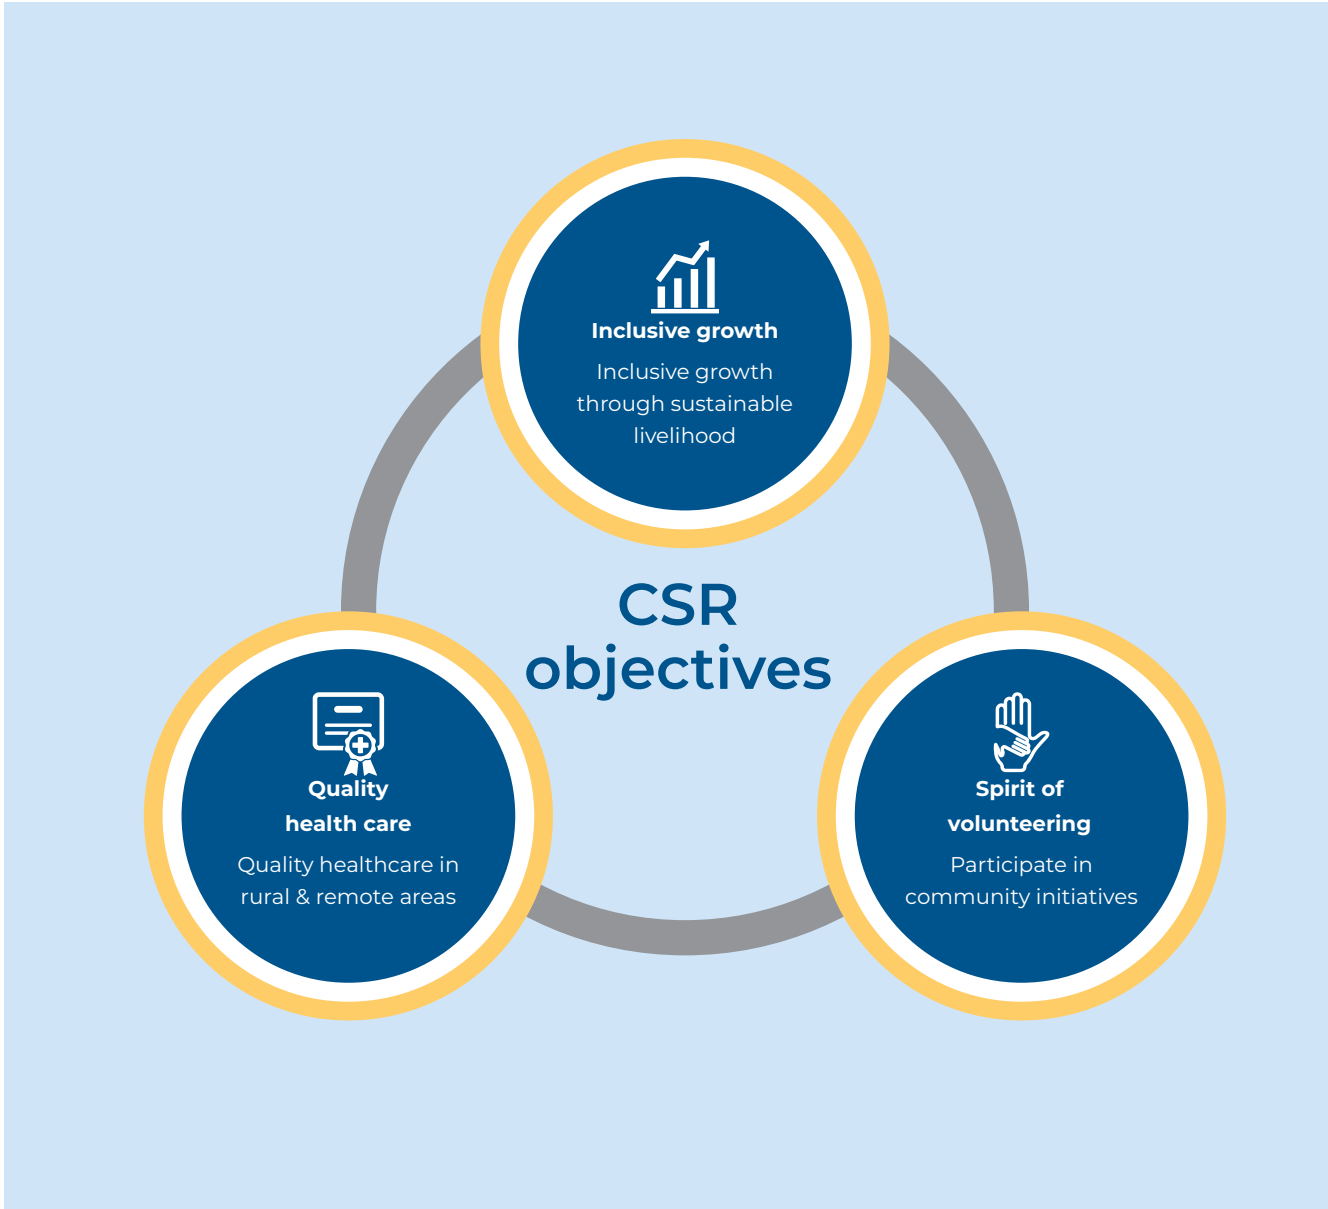 Inclusive growth
Inclusive growth
through sustainable
livelihood
CSR
objectives
Quality
health care
Quality healthcare in
rural & remote areas
Spirit of
volunteering
Participate in
community initiatives